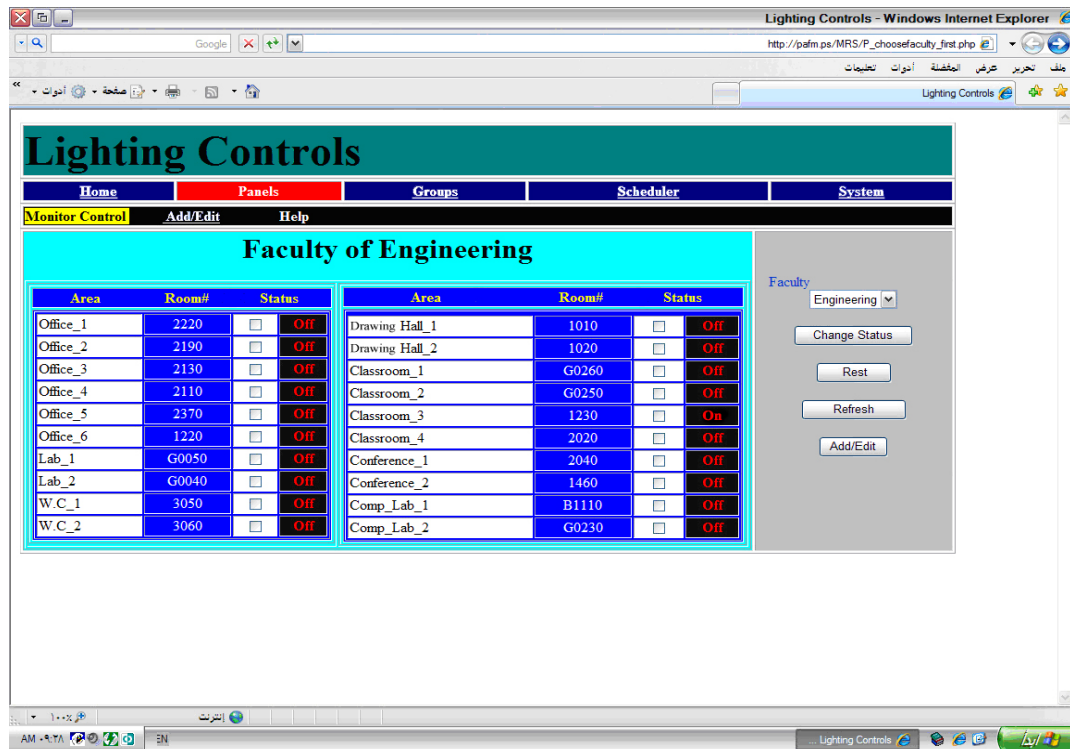 Lighting Controls - Windows Internet Explorer
Google
http://pafm.ps/MRS/P_choosefaculty_first.php
ملف تحرير عرض المفضلة أدوات تعليمات
Lighting Controls
صفحة أدوات
Lighting Controls
Home Panels Groups Scheduler System
Monitor Control Add/Edit Help
Faculty of Engineering
Area Room# Status
Office_1 2220 Off
Office_2 2190 Off
Office_3 2130 Off
Office_4 2110 Off
Office_5 2370 Off
Office_6 1220 Off
Lab_1 G0050 Off
Lab_2 G0040 Off
W.C_1 3050 Off
W.C_2 3060 Off
Area Room# Status
Drawing Hall_1 1010 Off
Drawing Hall_2 1020 Off
Classroom_1 G0260 Off
Classroom_2 G0250 Off
Classroom_3 1230 On
Classroom_4 2020 Off
Conference_1 2040 Off
Conference_2 1460 Off
Comp_Lab_1 B1110 Off
Comp_Lab_2 G0230 Off
Faculty
Engineering
Change Status
Rest
Refresh
Add/Edit
إنترنت
١٠٠%
ابدأ
Lighting Controls ...
EN
٠٩:٣٨ AM